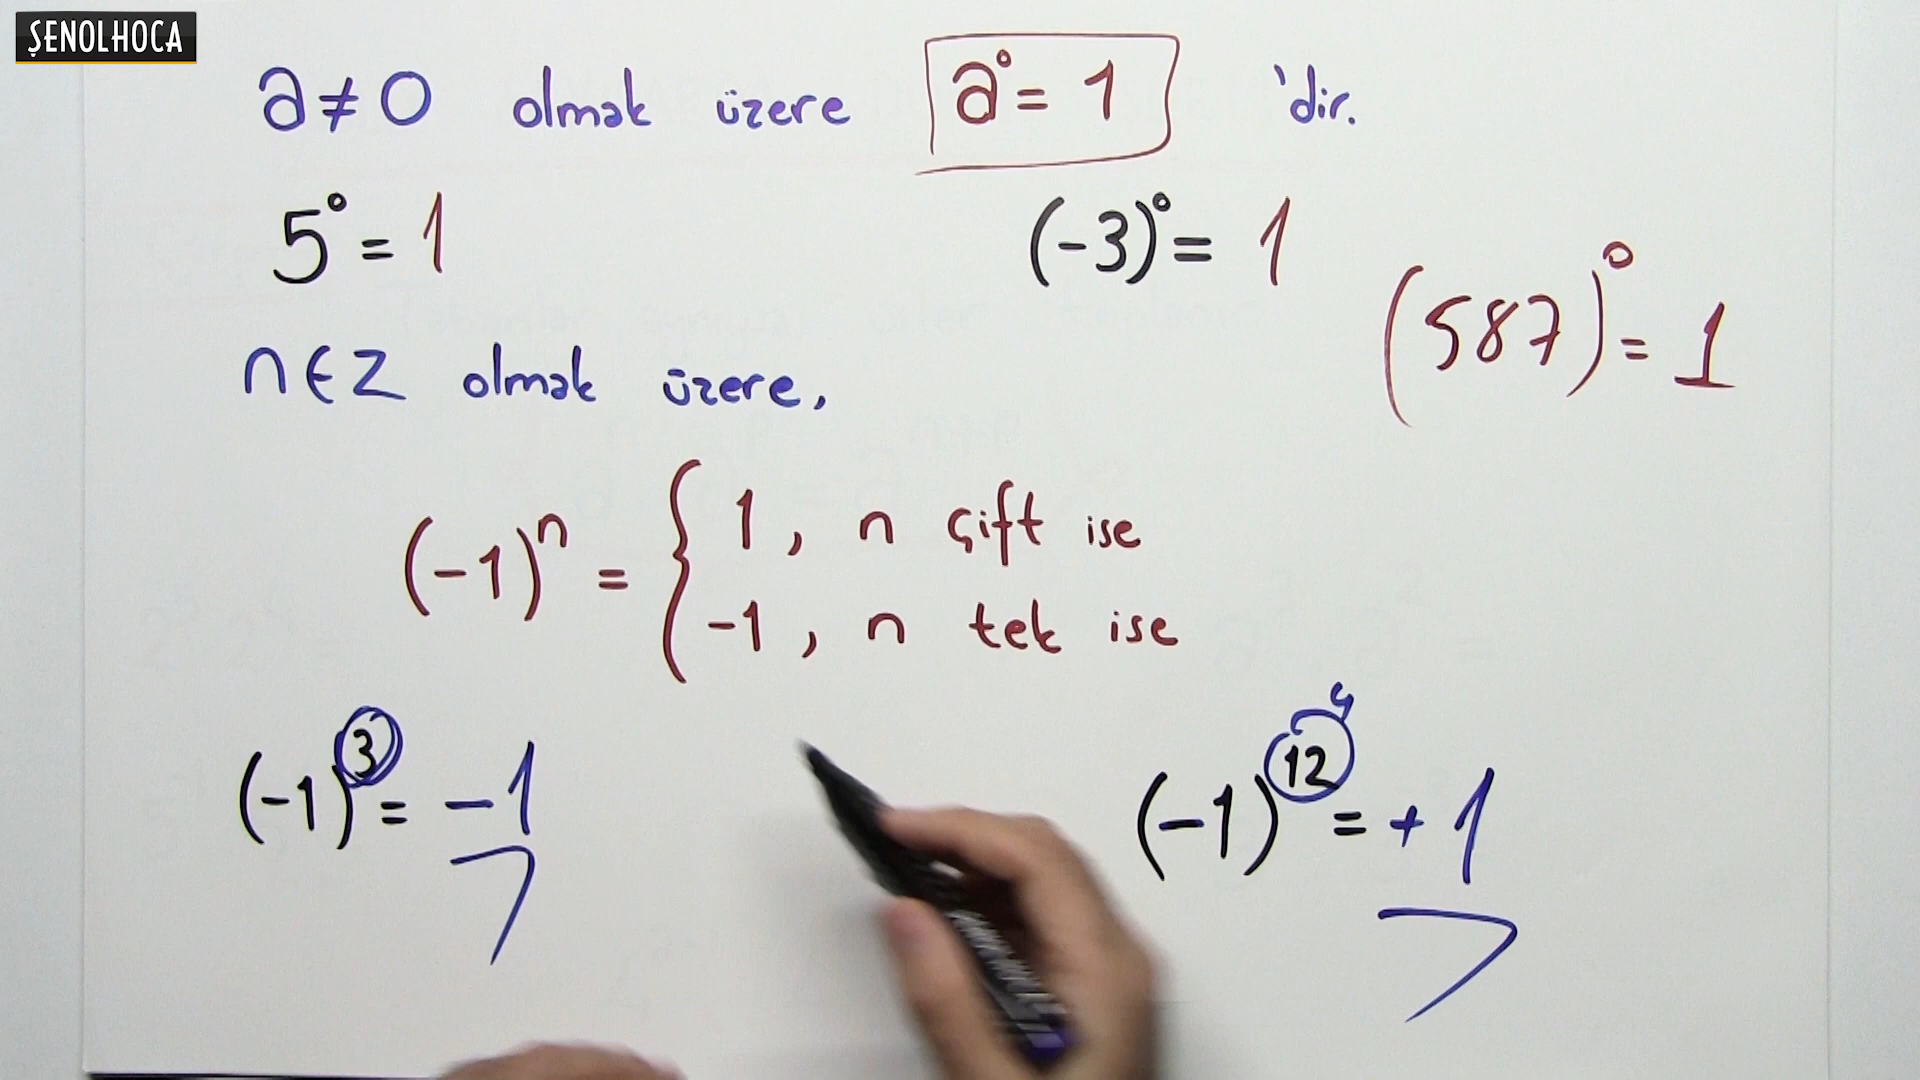 ŞENOLHOCA
a≠0 olmak üzere a⁰ = 1 'dir.
5⁰ = 1 (-3)⁰ = 1
(587)⁰ = 1
n∈Z olmak üzere,
(-1)ⁿ = { 1, n çift ise
-1, n tek ise
(-1)³ = -1 (-1)¹² = +1